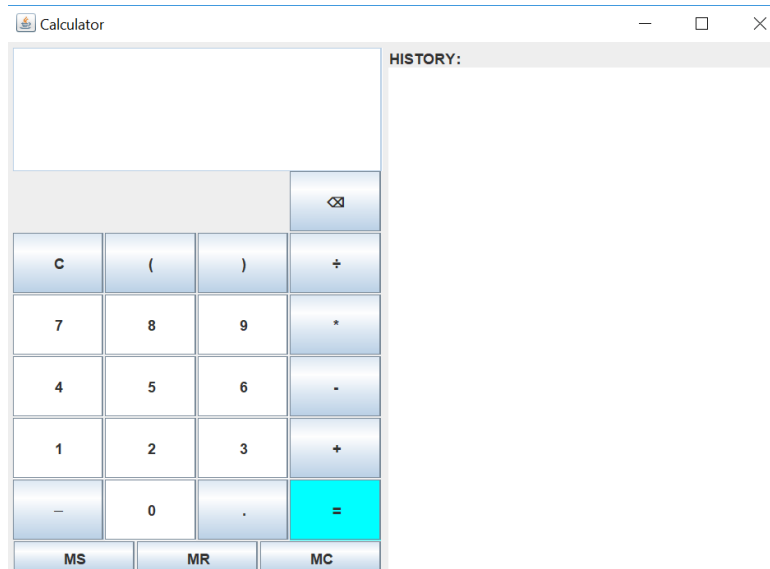 Calculator
HISTORY:
⌫
C ( ) ÷
7 8 9 *
4 5 6 -
1 2 3 +
– 0 . =
MS MR MC